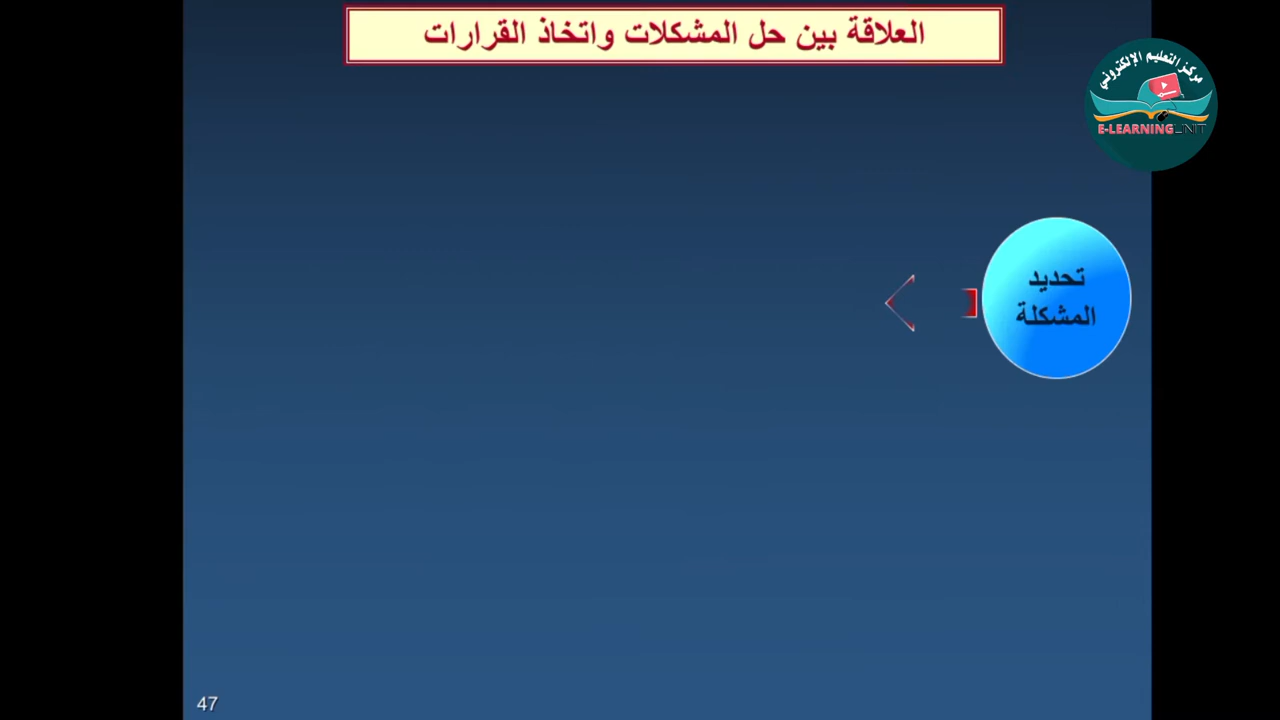 العلاقة بين حل المشكلات واتخاذ القرارات
مركز التعليم الإلكتروني
E-LEARNING UNIT
تحديد
المشكلة
47